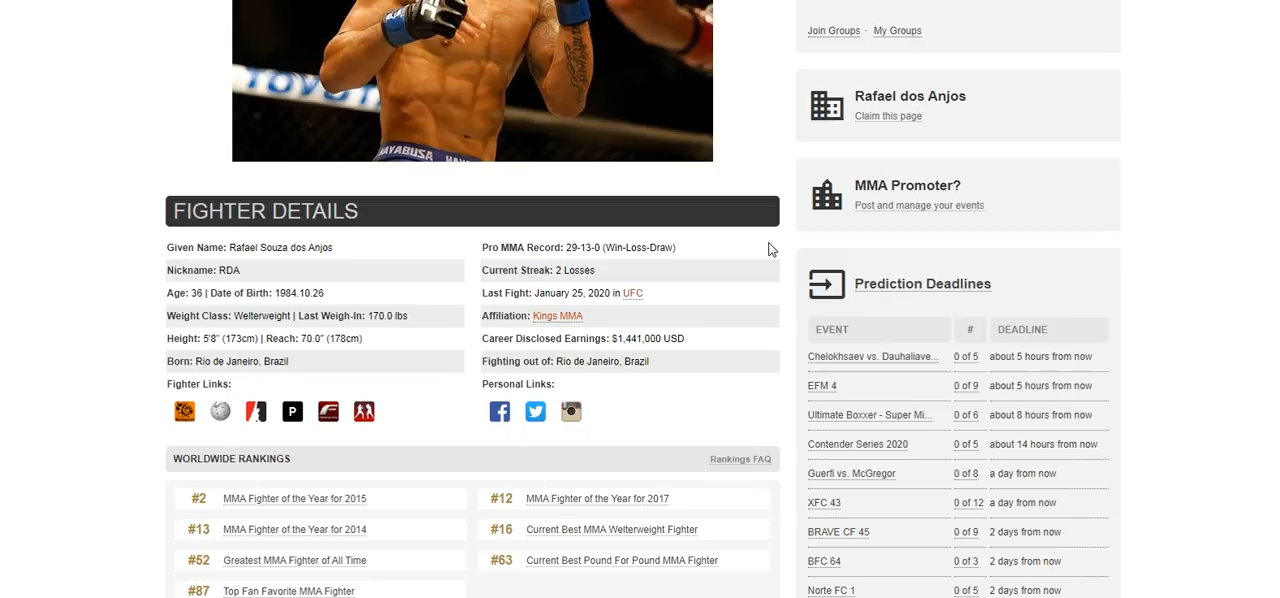 Join Groups · My Groups
Rafael dos Anjos
Claim this page
MMA Promoter?
Post and manage your events
FIGHTER DETAILS
Given Name: Rafael Souza dos Anjos
Nickname: RDA
Age: 36 | Date of Birth: 1984.10.26
Weight Class: Welterweight | Last Weigh-In: 170.0 lbs
Height: 5'8" (173cm) | Reach: 70.0" (178cm)
Born: Rio de Janeiro, Brazil
Fighter Links:
P
Pro MMA Record: 29-13-0 (Win-Loss-Draw)
Current Streak: 2 Losses
Last Fight: January 25, 2020 in UFC
Affiliation: Kings MMA
Career Disclosed Earnings: $1,441,000 USD
Fighting out of: Rio de Janeiro, Brazil
Personal Links:
WORLDWIDE RANKINGS Rankings FAQ
#2 MMA Fighter of the Year for 2015
#12 MMA Fighter of the Year for 2017
#13 MMA Fighter of the Year for 2014
#16 Current Best MMA Welterweight Fighter
#52 Greatest MMA Fighter of All Time
#63 Current Best Pound For Pound MMA Fighter
#87 Top Fan Favorite MMA Fighter
Prediction Deadlines
EVENT # DEADLINE
Chelokhsaev vs. Dauhaliave... 0 of 5 about 5 hours from now
EFM 4 0 of 9 about 5 hours from now
Ultimate Boxxer - Super Mi... 0 of 6 about 8 hours from now
Contender Series 2020 0 of 5 about 14 hours from now
Guerfi vs. McGregor 0 of 8 a day from now
XFC 43 0 of 12 a day from now
BRAVE CF 45 0 of 9 2 days from now
BFC 64 0 of 3 2 days from now
Norte FC 1 0 of 5 2 days from now
HAYABUSA